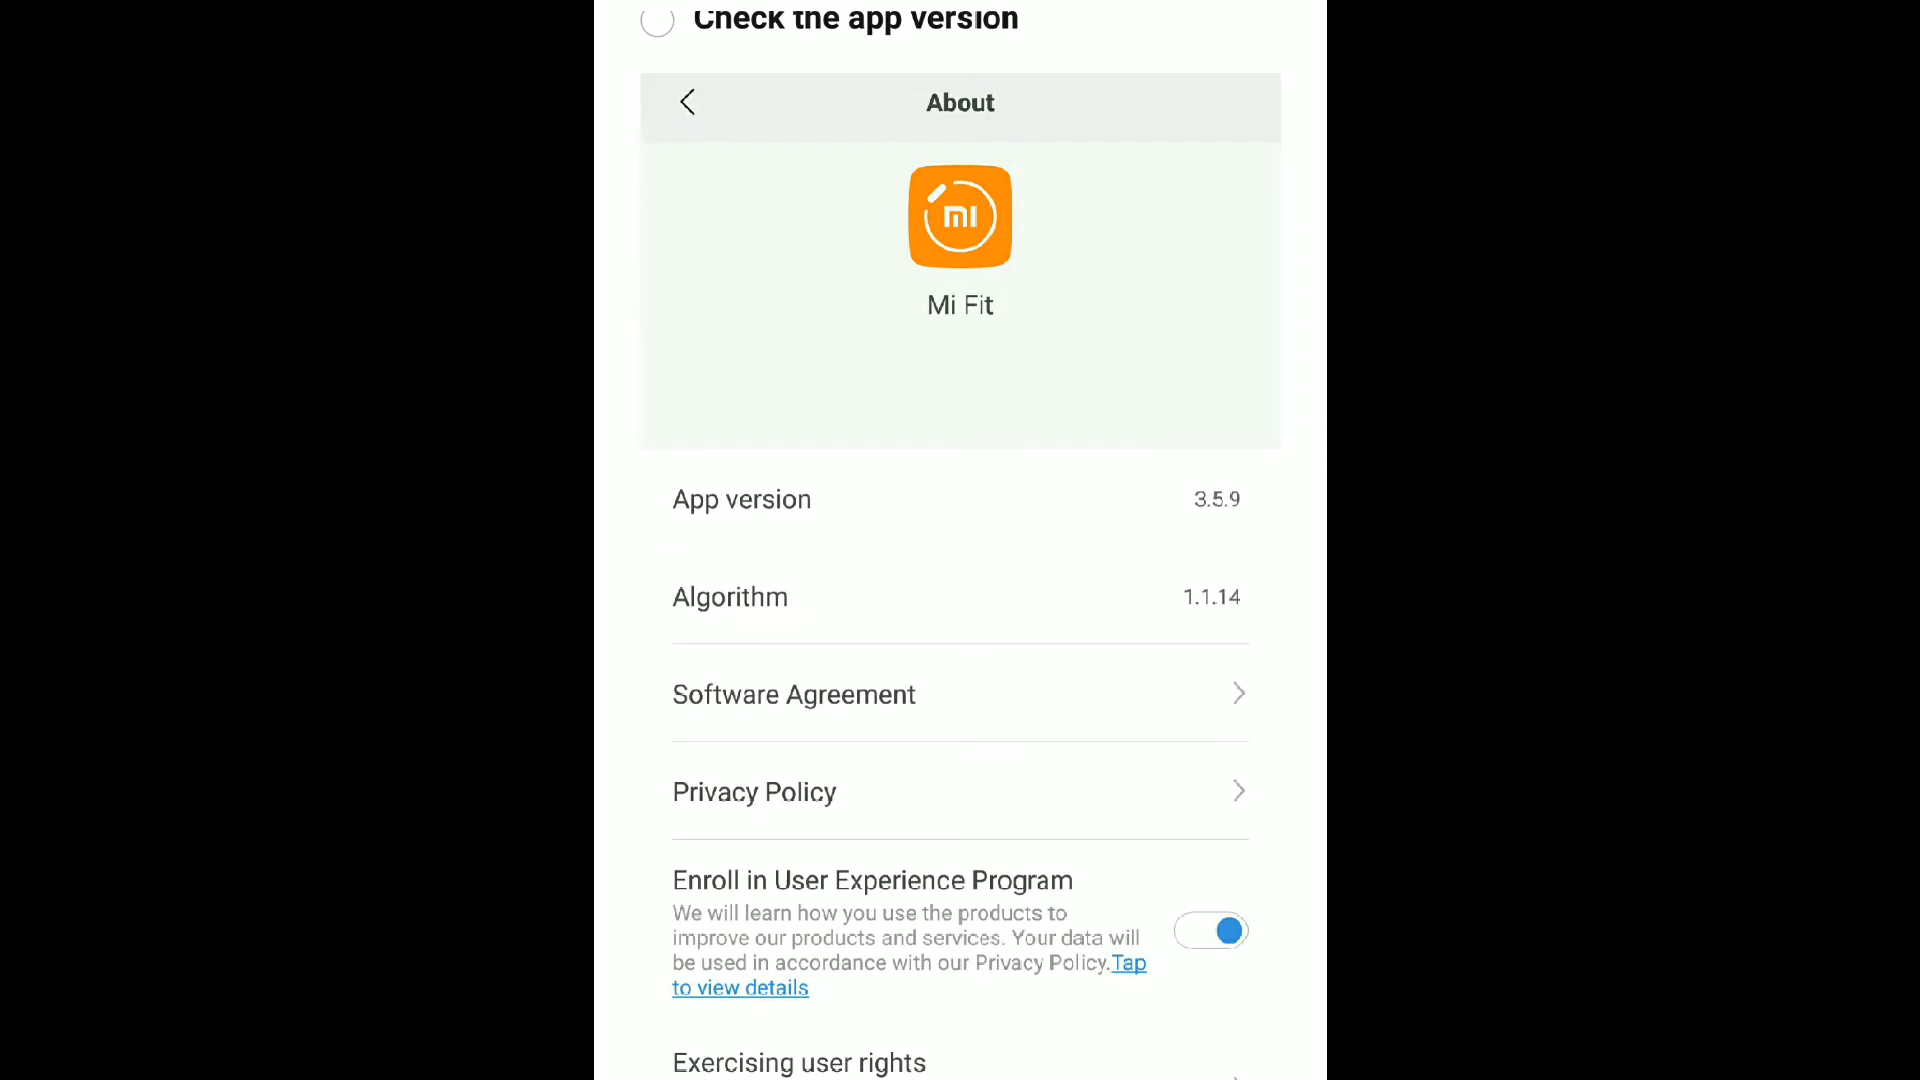 Check the app version
About
mi
Mi Fit
App version 3.5.9
Algorithm 1.1.14
Software Agreement
Privacy Policy
Enroll in User Experience Program
We will learn how you use the products to
improve our products and services. Your data will
be used in accordance with our Privacy Policy.Tap
to view details
Exercising user rights